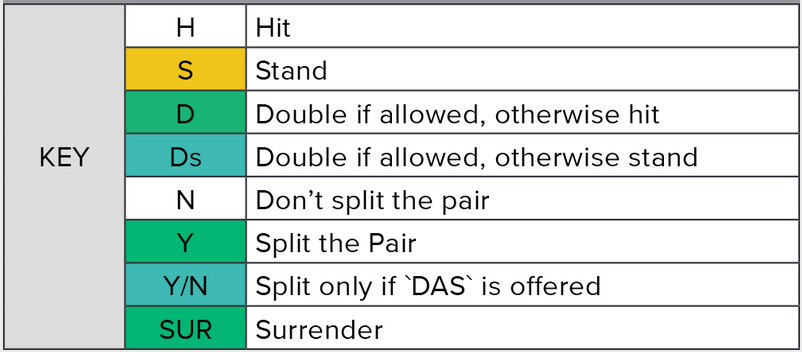 KEY
H Hit
S Stand
D Double if allowed, otherwise hit
Ds Double if allowed, otherwise stand
N Don’t split the pair
Y Split the Pair
Y/N Split only if `DAS` is offered
SUR Surrender